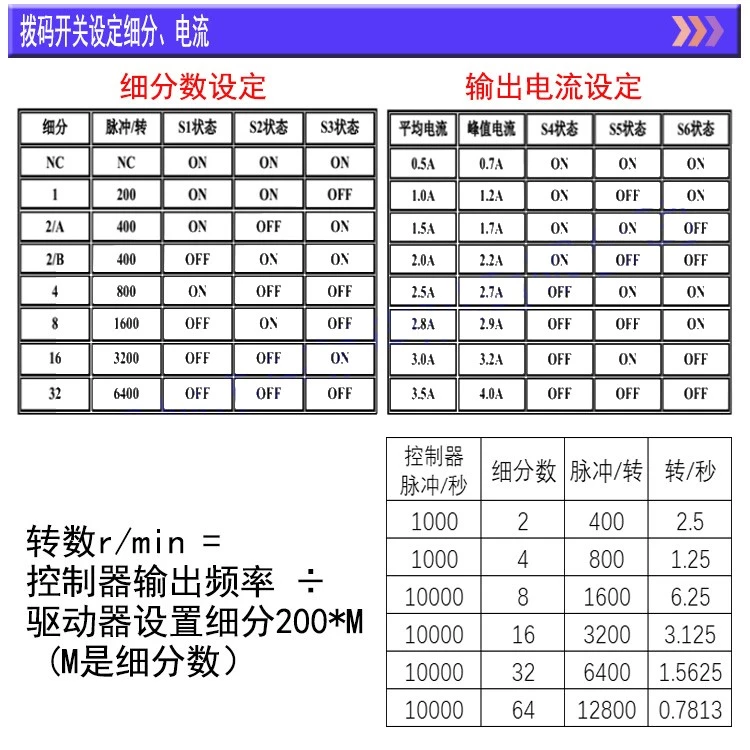 拨码开关设定细分、电流
细分数设定
细分 脉冲/转 S1状态 S2状态 S3状态
NC NC ON ON ON
1 200 ON ON OFF
2/A 400 ON OFF ON
2/B 400 OFF ON ON
4 800 ON OFF OFF
8 1600 OFF ON OFF
16 3200 OFF OFF ON
32 6400 OFF OFF OFF
输出电流设定
平均电流 峰值电流 S4状态 S5状态 S6状态
0.5A 0.7A ON ON ON
1.0A 1.2A ON OFF ON
1.5A 1.7A ON ON OFF
2.0A 2.2A ON OFF OFF
2.5A 2.7A OFF ON ON
2.8A 2.9A OFF OFF ON
3.0A 3.2A OFF ON OFF
3.5A 4.0A OFF OFF OFF
转数r/min =
控制器输出频率 ÷
驱动器设置细分200*M
(M是细分数)
控制器
脉冲/秒 细分数 脉冲/转 转/秒
1000 2 400 2.5
1000 4 800 1.25
10000 8 1600 6.25
10000 16 3200 3.125
10000 32 6400 1.5625
10000 64 12800 0.7813